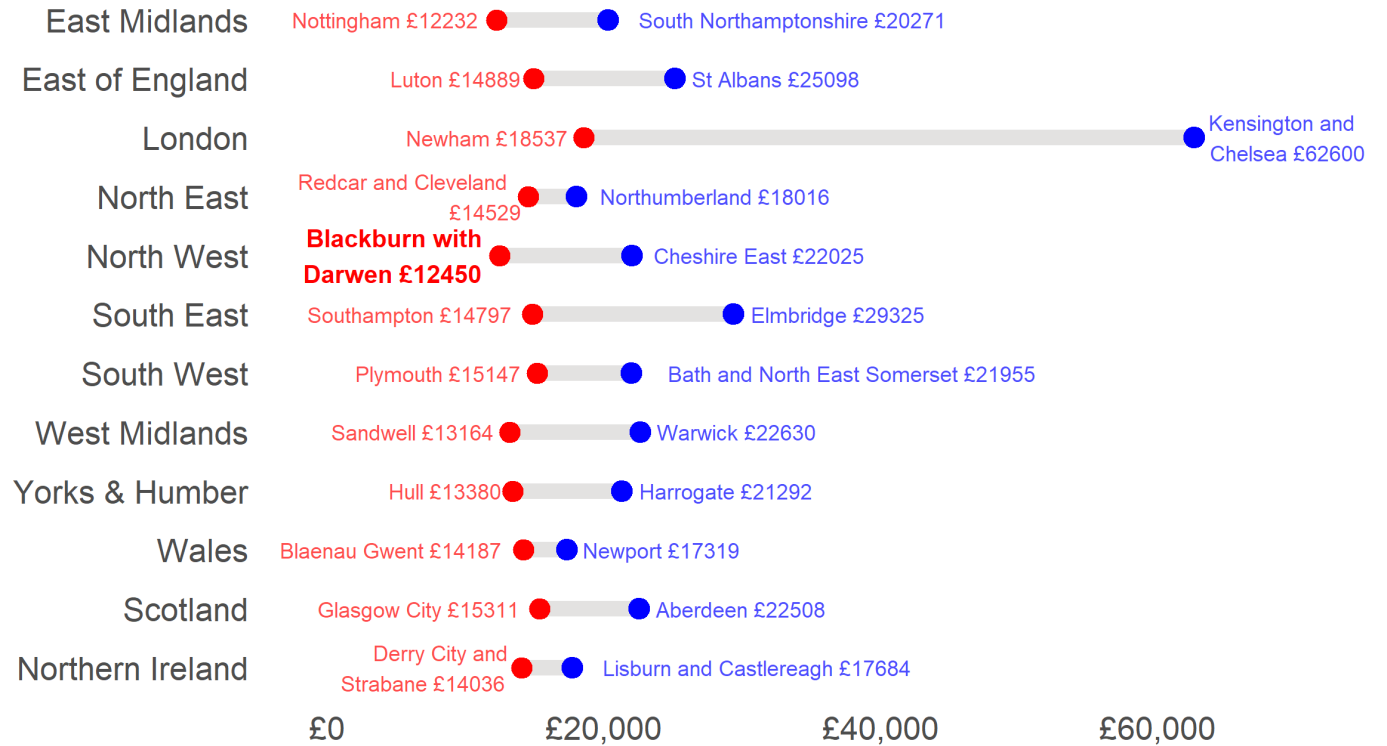 East Midlands Nottingham £12232 South Northamptonshire £20271
East of England Luton £14889 St Albans £25098
London Newham £18537 Kensington and
Chelsea £62600
North East Redcar and Cleveland
£14529 Northumberland £18016
North West Blackburn with
Darwen £12450 Cheshire East £22025
South East Southampton £14797 Elmbridge £29325
South West Plymouth £15147 Bath and North East Somerset £21955
West Midlands Sandwell £13164 Warwick £22630
Yorks & Humber Hull £13380 Harrogate £21292
Wales Blaenau Gwent £14187 Newport £17319
Scotland Glasgow City £15311 Aberdeen £22508
Northern Ireland Derry City and
Strabane £14036 Lisburn and Castlereagh £17684
£0 £20,000 £40,000 £60,000